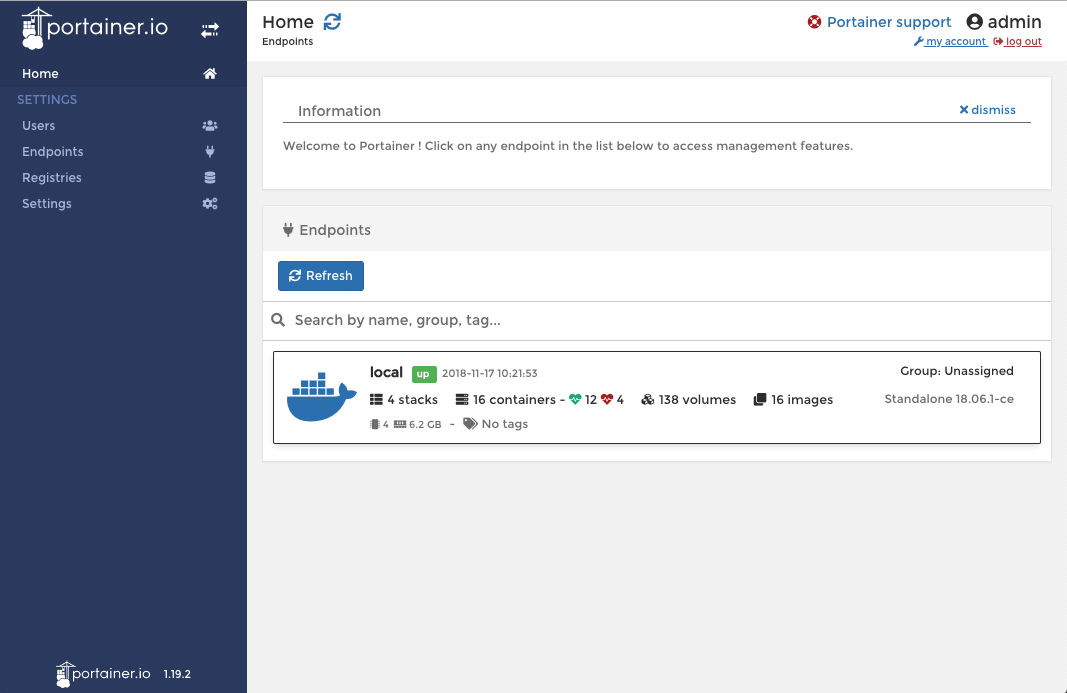 portainer.io
Home
SETTINGS
Users
Endpoints
Registries
Settings
portainer.io 1.19.2
Home
Endpoints
Portainer support admin
my account log out
Information
dismiss
Welcome to Portainer ! Click on any endpoint in the list below to access management features.
Endpoints
Refresh
Search by name, group, tag...
local up 2018-11-17 10:21:53 Group: Unassigned
4 stacks 16 containers - 12 4 138 volumes 16 images Standalone 18.06.1-ce
4 6.2 GB - No tags